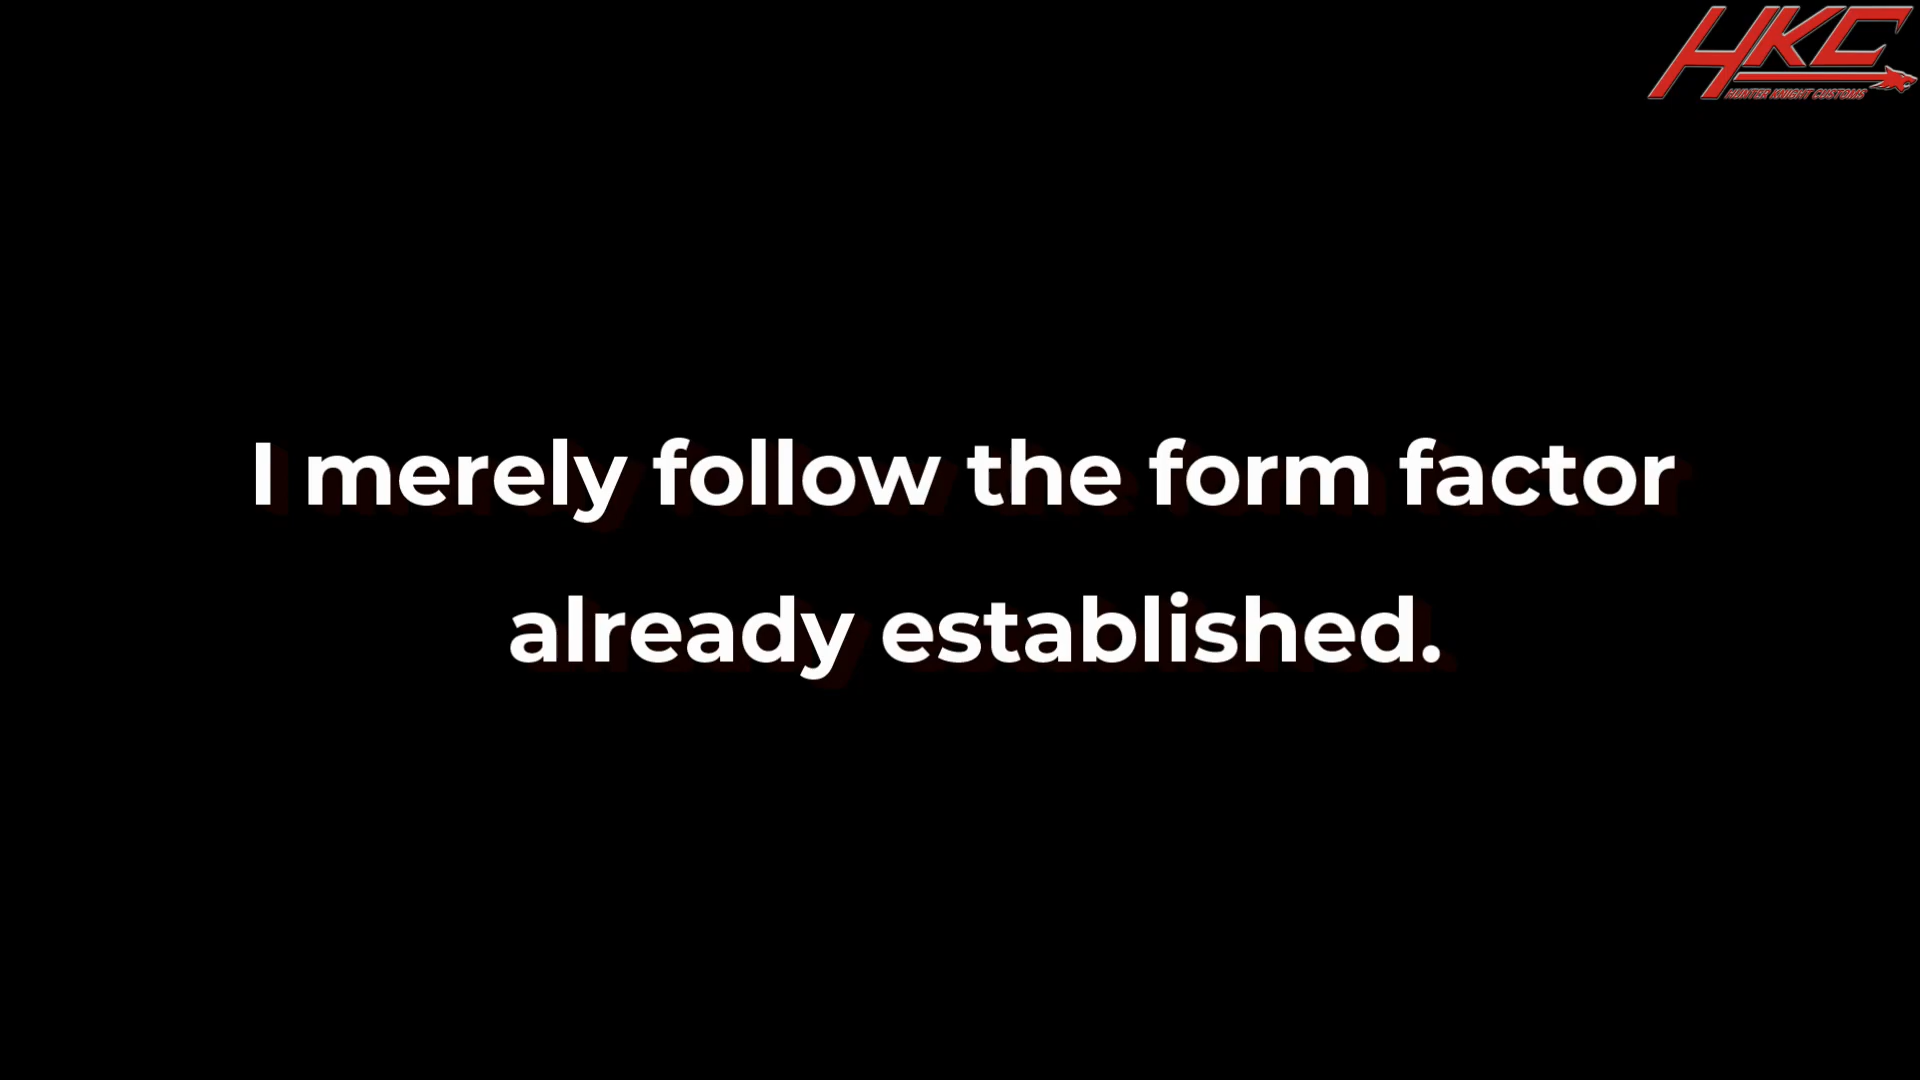 HKC
HUNTER KNIGHT CUSTOMS
I merely follow the form factor
already established.